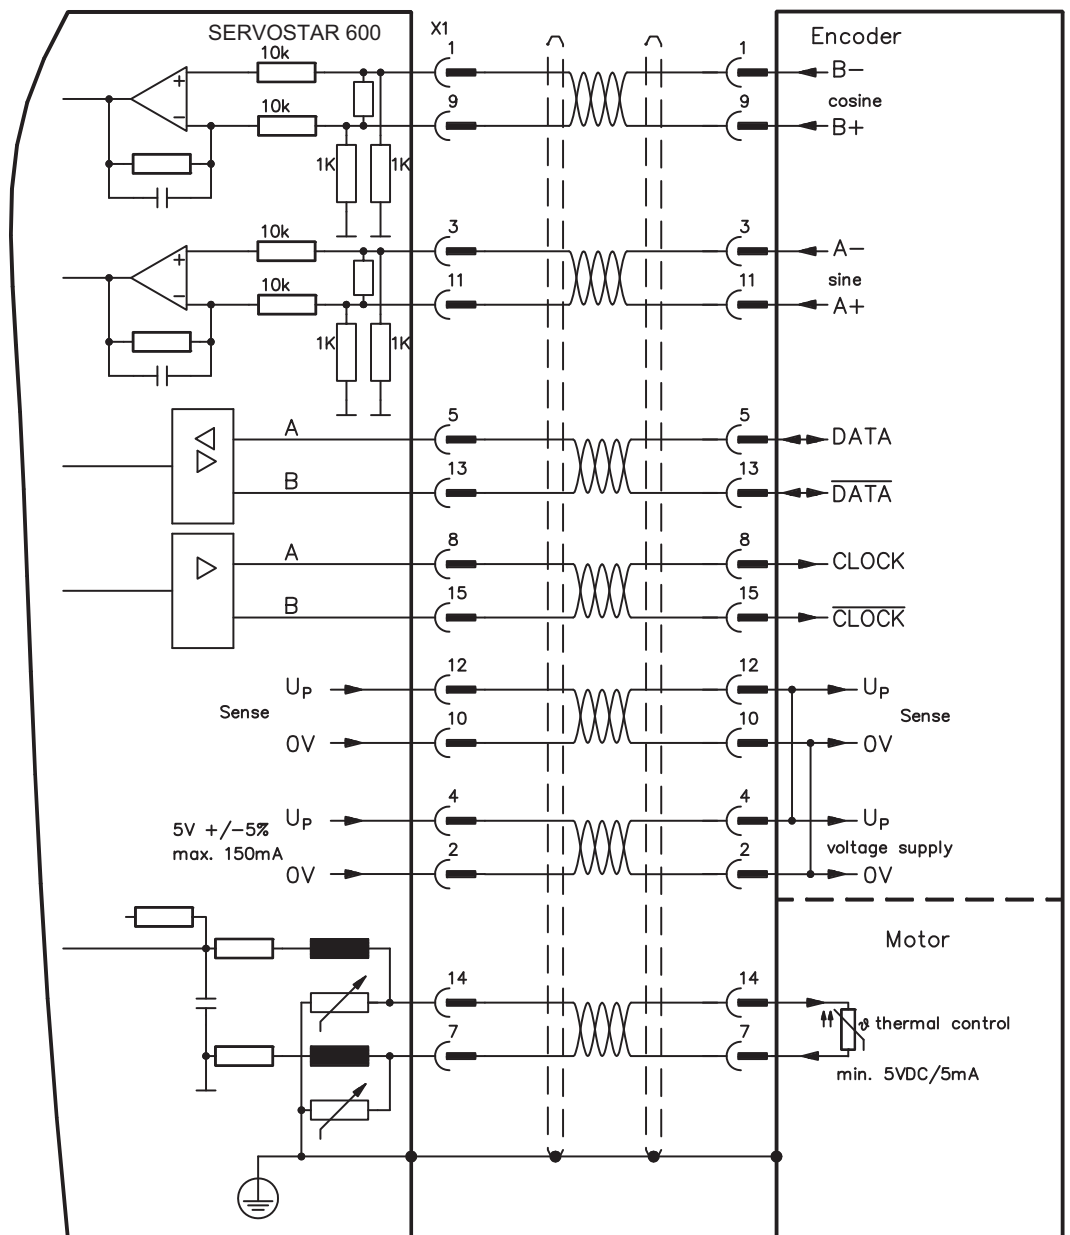 SERVOSTAR 600
X1
Encoder
10k
1
1
B−
cosine
10k
9
9
B+
1K
1K
10k
3
3
A−
sine
10k
11
11
A+
1K
1K
A
5
5
DATA
B
13
13
DATA
A
8
8
CLOCK
B
15
15
CLOCK
UP
12
12
UP
Sense
Sense
0V
10
10
0V
5V +/−5%
UP
4
4
UP
max. 150mA
voltage supply
0V
2
2
0V
Motor
14
14
ϑ thermal control
7
7
min. 5VDC/5mA